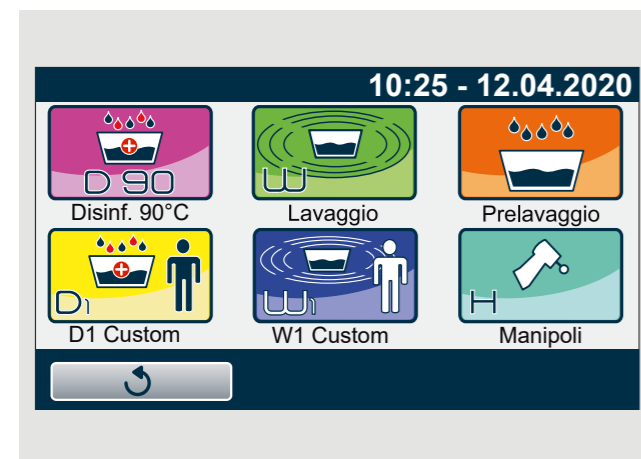 10:25 - 12.04.2020
D 90
W
Disinf. 90°C
Lavaggio
Prelavaggio
D1
W1
H
D1 Custom
W1 Custom
Manipoli